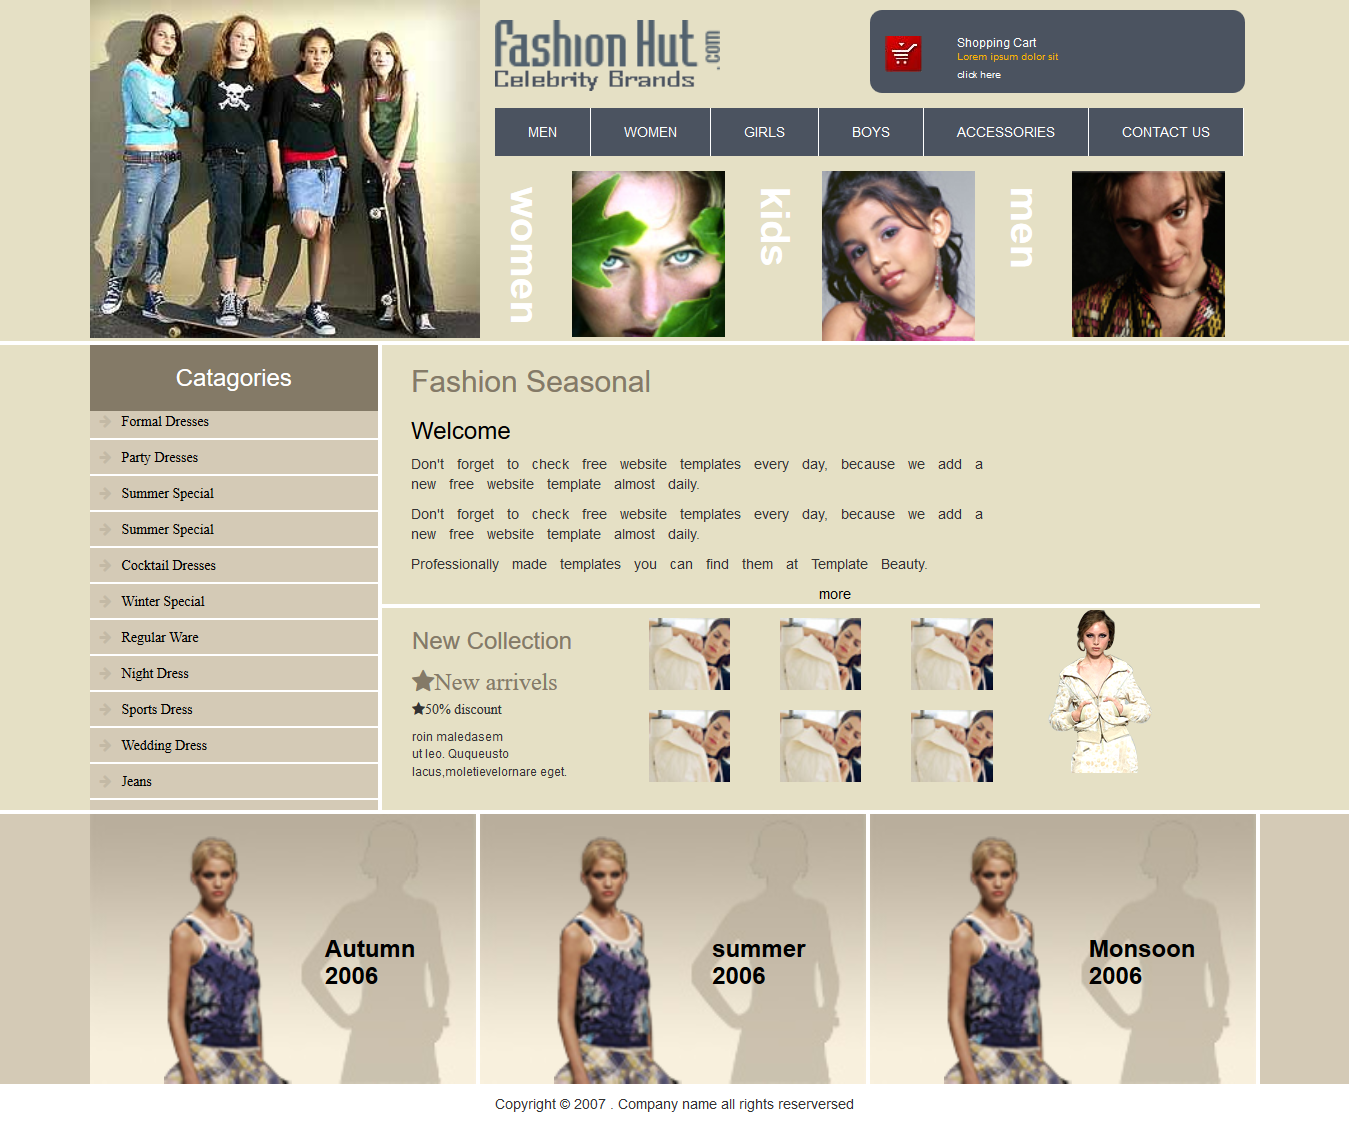 Fashion Hut .com
Celebrity Brands
Shopping Cart
Lorem ipsum dolor sit
click here
MEN
WOMEN
GIRLS
BOYS
ACCESSORIES
CONTACT US
women
kids
men
Catagories
Formal Dresses
Party Dresses
Summer Special
Summer Special
Cocktail Dresses
Winter Special
Regular Ware
Night Dress
Sports Dress
Wedding Dress
Jeans
Fashion Seasonal
Welcome
Don't forget to check free website templates every day, because we add a
new free website template almost daily.
Don't forget to check free website templates every day, because we add a
new free website template almost daily.
Professionally made templates you can find them at Template Beauty.
more
New Collection
New arrivels
50% discount
roin maledasem
ut leo. Ququeusto
lacus,moletievelornare eget.
Autumn
2006
summer
2006
Monsoon
2006
Copyright © 2007 . Company name all rights reserversed